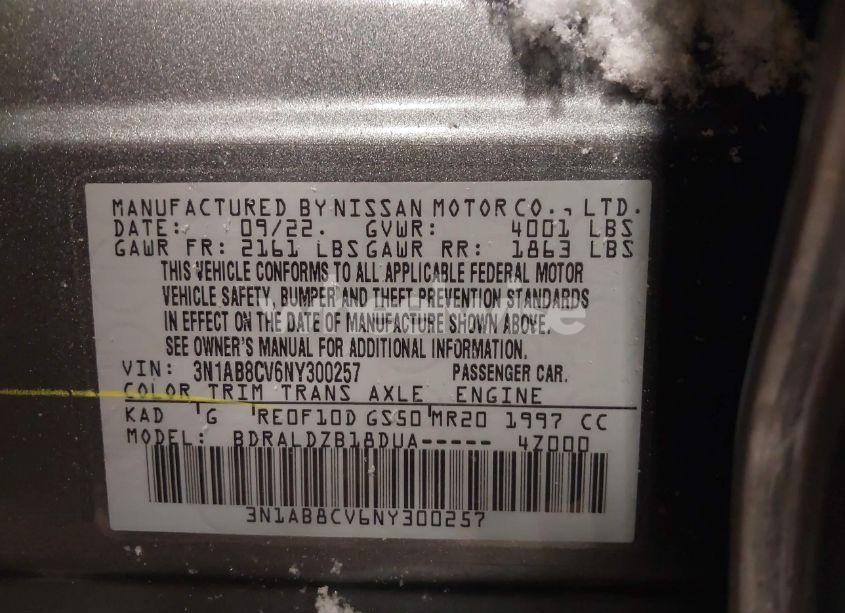 MANUFACTURED BY NISSAN MOTOR CO., LTD.
DATE: 09/22. GVWR: 4001 LBS
GAWR FR: 2161 LBS GAWR RR: 1863 LBS
THIS VEHICLE CONFORMS TO ALL APPLICABLE FEDERAL MOTOR
VEHICLE SAFETY, BUMPER AND THEFT PREVENTION STANDARDS
IN EFFECT ON THE DATE OF MANUFACTURE SHOWN ABOVE.
SEE OWNER'S MANUAL FOR ADDITIONAL INFORMATION.
VIN: 3N1AB8CV6NY300257 PASSENGER CAR.
COLOR TRIM TRANS AXLE ENGINE
KAD G RE0F10D GS50 MR20 1997 CC
MODEL: BDRALDZB18DUA----- 4Z000
3N1AB8CV6NY300257